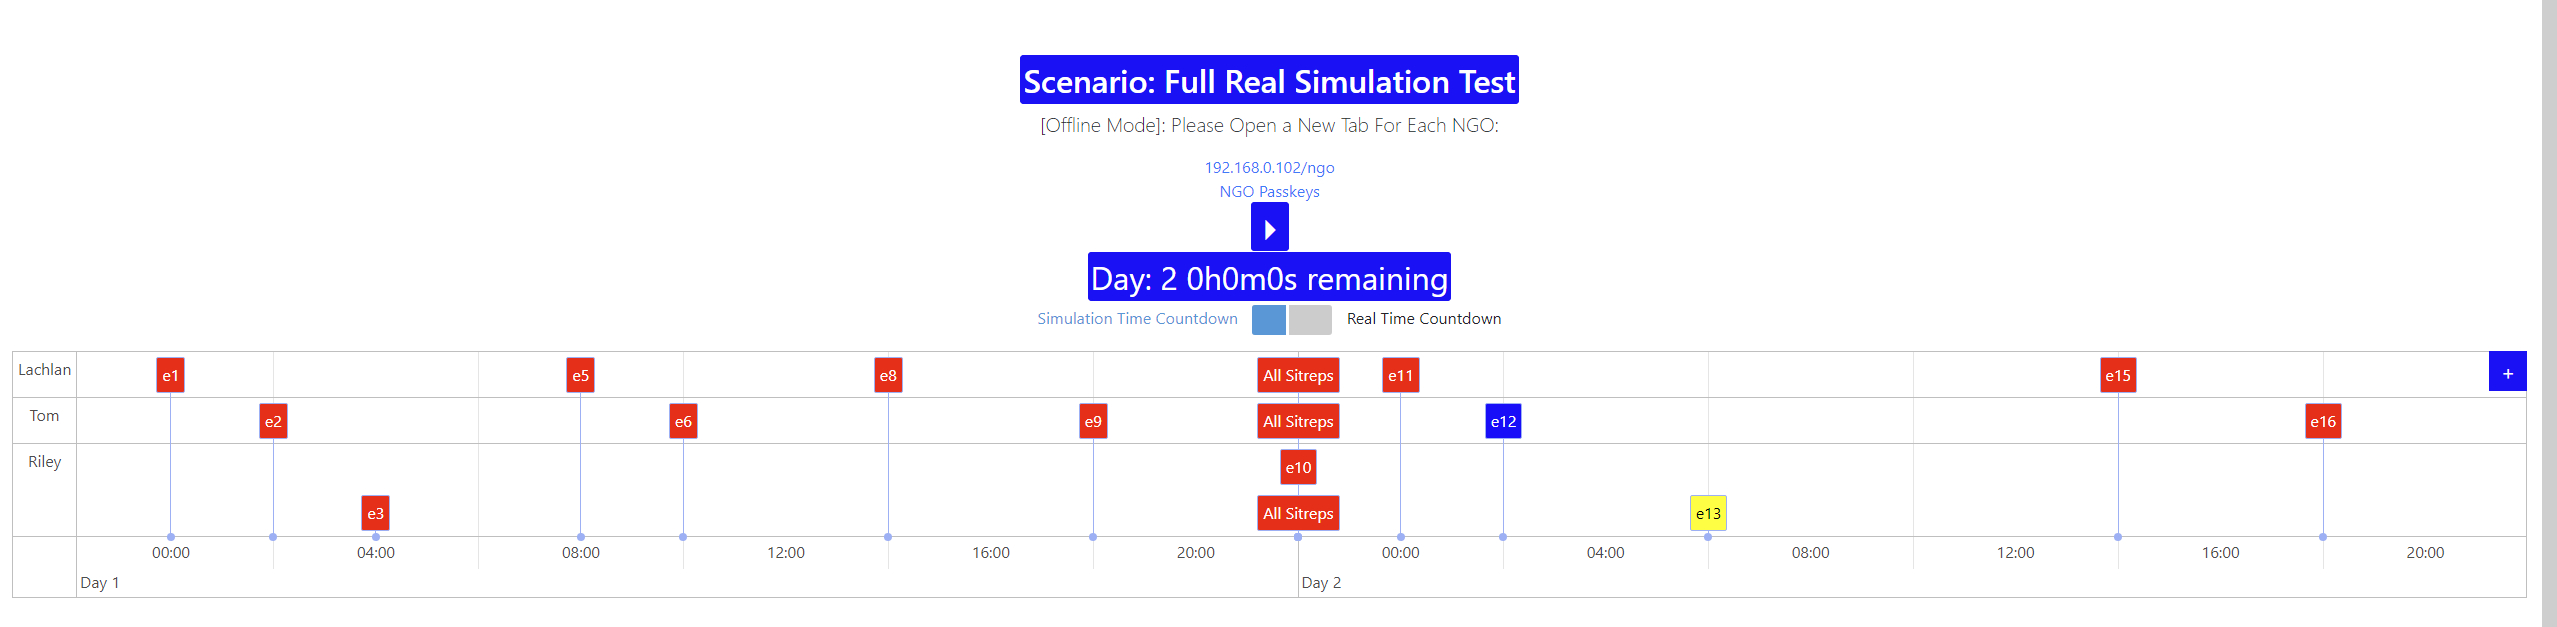 Scenario: Full Real Simulation Test
[Offline Mode]: Please Open a New Tab For Each NGO:
192.168.0.102/ngo
NGO Passkeys
Day: 2 0h0m0s remaining
Simulation Time Countdown Real Time Countdown
Lachlan e1 e5 e8 All Sitreps e11 e15 +
Tom e2 e6 e9 All Sitreps e12 e16
Riley e10
e3 All Sitreps e13
00:00 04:00 08:00 12:00 16:00 20:00 00:00 04:00 08:00 12:00 16:00 20:00
Day 1 Day 2